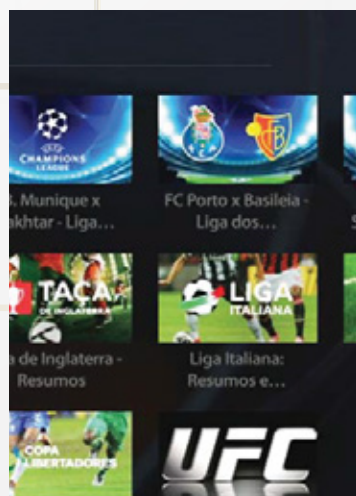 CHAMPIONS
LEAGUE
. Munique x
akhtar - Liga...
FC Porto x Basileia -
Liga dos...
TAÇA
DE INGLATERRA
LIGA
ITALIANA
a de Inglaterra -
Resumos
Liga Italiana:
Resumos e...
COPA
LIBERTADORES
UFC